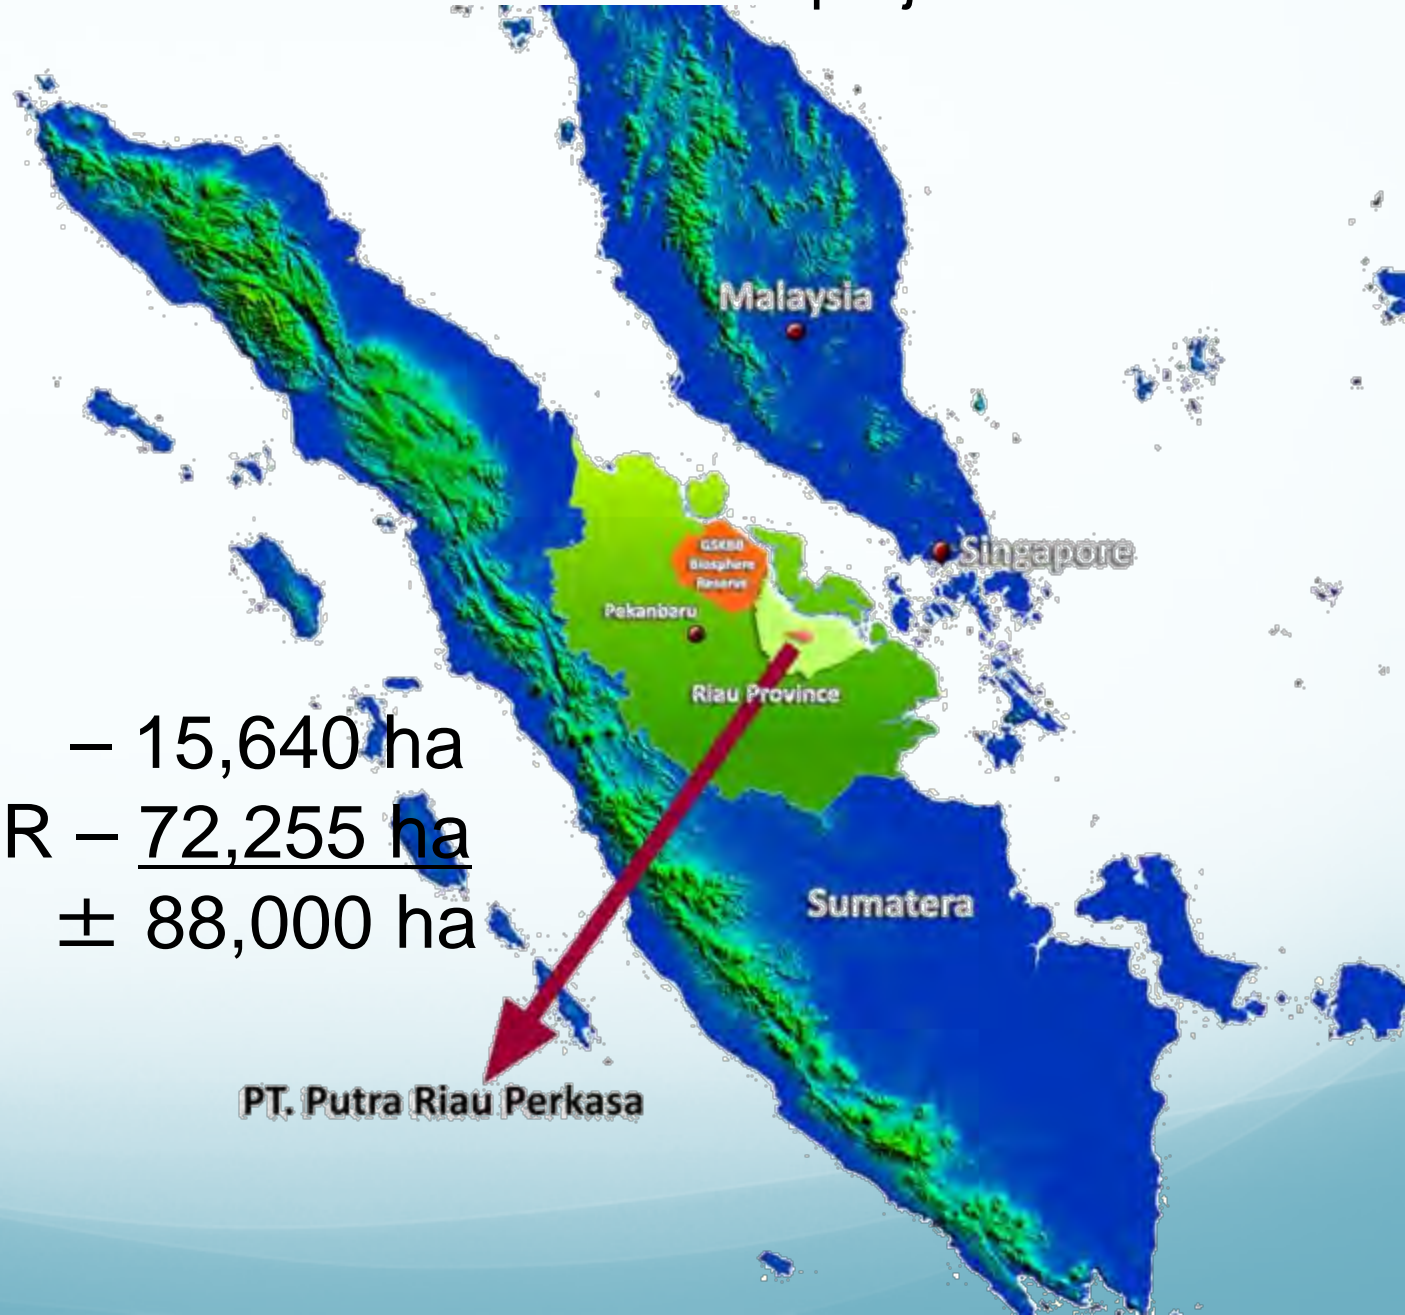 Malaysia
Singapore
GSKBB
Biosphere
Reserve
Pekanbaru
Riau Province
– 15,640 ha
R – 72,255 ha
± 88,000 ha
Sumatera
PT. Putra Riau Perkasa